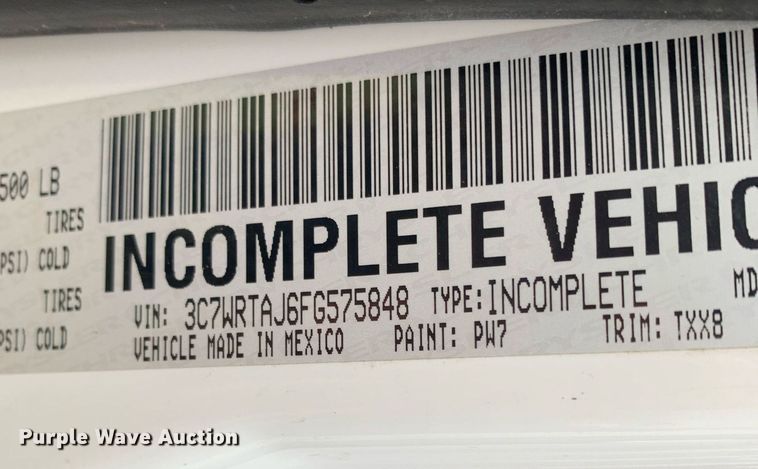 500 LB
TIRES
PSI) COLD
TIRES
PSI) COLD
INCOMPLETE VEHIC
VIN: 3C7WRTAJ6FG575848 TYPE: INCOMPLETE MD
VEHICLE MADE IN MEXICO PAINT: PW7 TRIM: TXX8
Purple Wave Auction